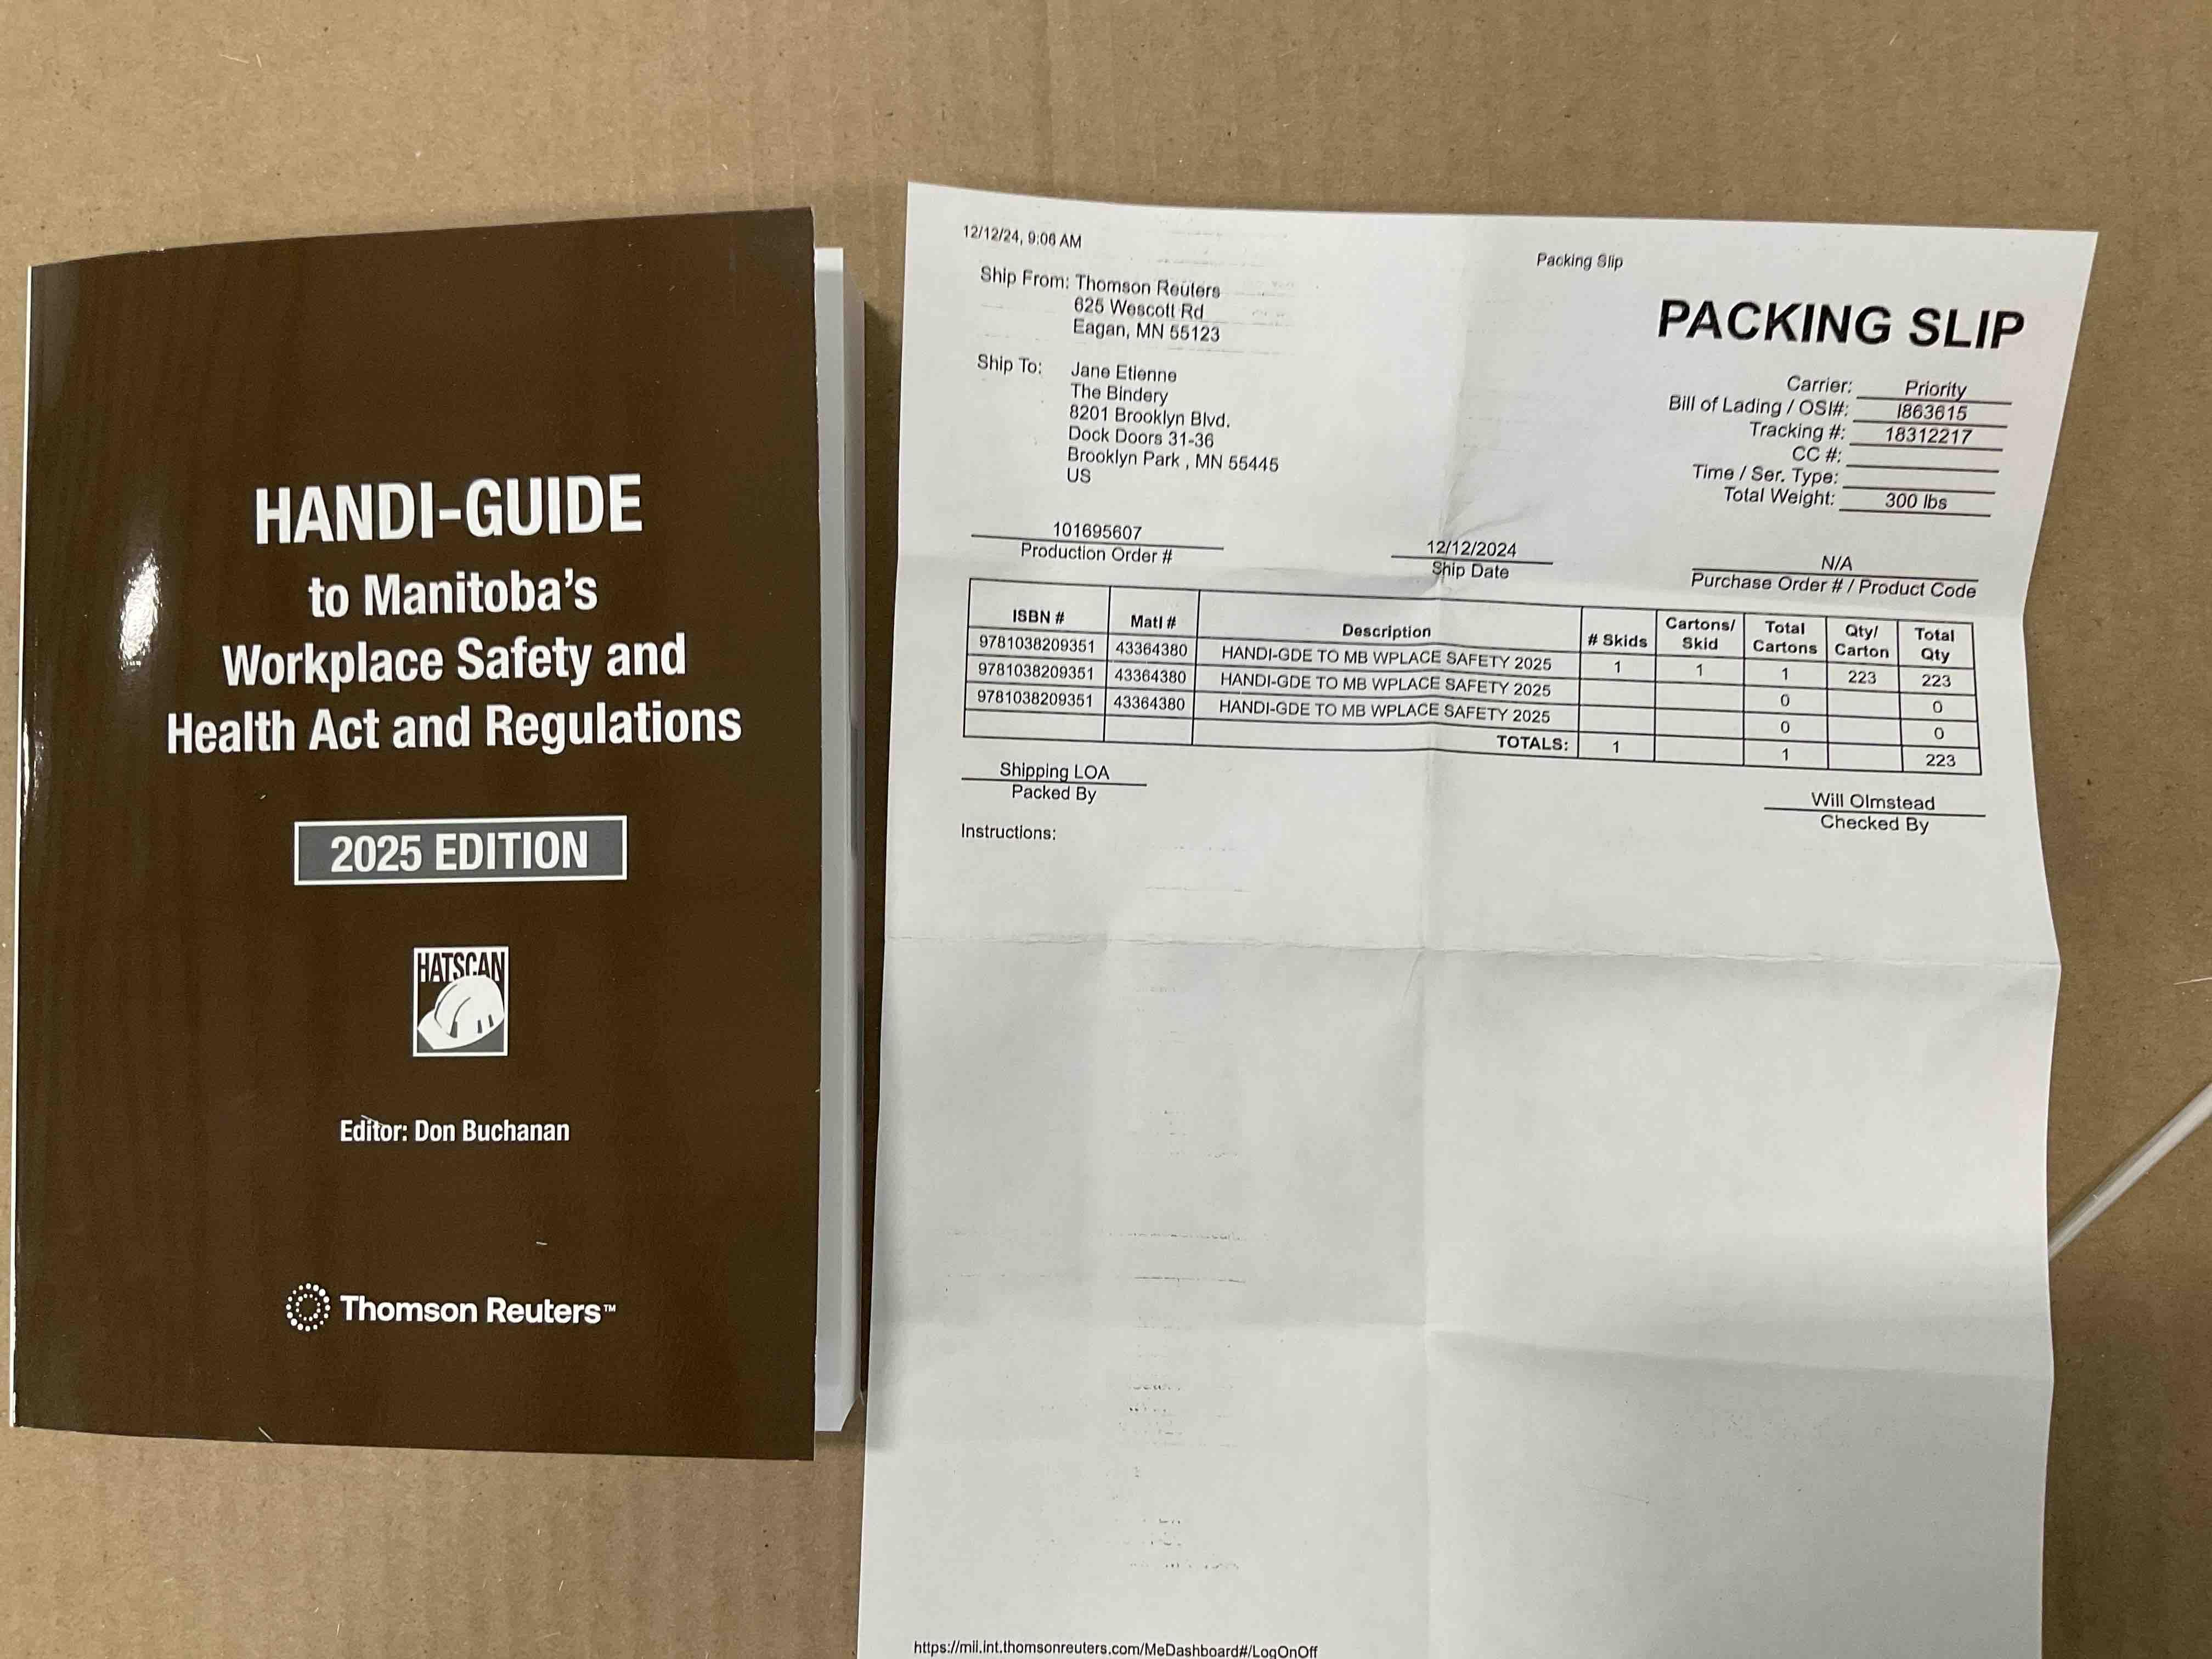 HANDI-GUIDE
to Manitoba's
Workplace Safety and
Health Act and Regulations
2025 EDITION
HATSCAN
Editor: Don Buchanan
Thomson Reuters™
12/12/24, 9:06 AM
Packing Slip
PACKING SLIP
Ship From: Thomson Reuters
625 Wescott Rd
Eagan, MN 55123
Ship To: Jane Etienne
The Bindery
8201 Brooklyn Blvd.
Dock Doors 31-36
Brooklyn Park , MN 55445
US
Carrier: Priority
Bill of Lading / OSI#: I863615
Tracking #: 18312217
CC #:
Time / Ser. Type:
Total Weight: 300 lbs
101695607
Production Order #
12/12/2024
Ship Date
N/A
Purchase Order # / Product Code
ISBN # Matl # Description # Skids Cartons/ Skid Total Cartons Qty/ Carton Total Qty
9781038209351 43364380 HANDI-GDE TO MB WPLACE SAFETY 2025 1 1 1 223 223
9781038209351 43364380 HANDI-GDE TO MB WPLACE SAFETY 2025 0 0
9781038209351 43364380 HANDI-GDE TO MB WPLACE SAFETY 2025 0 0
TOTALS: 1 1 223
Shipping LOA
Packed By
Will Olmstead
Checked By
Instructions:
https://mil.int.thomsonreuters.com/MeDashboard#/LogOnOff